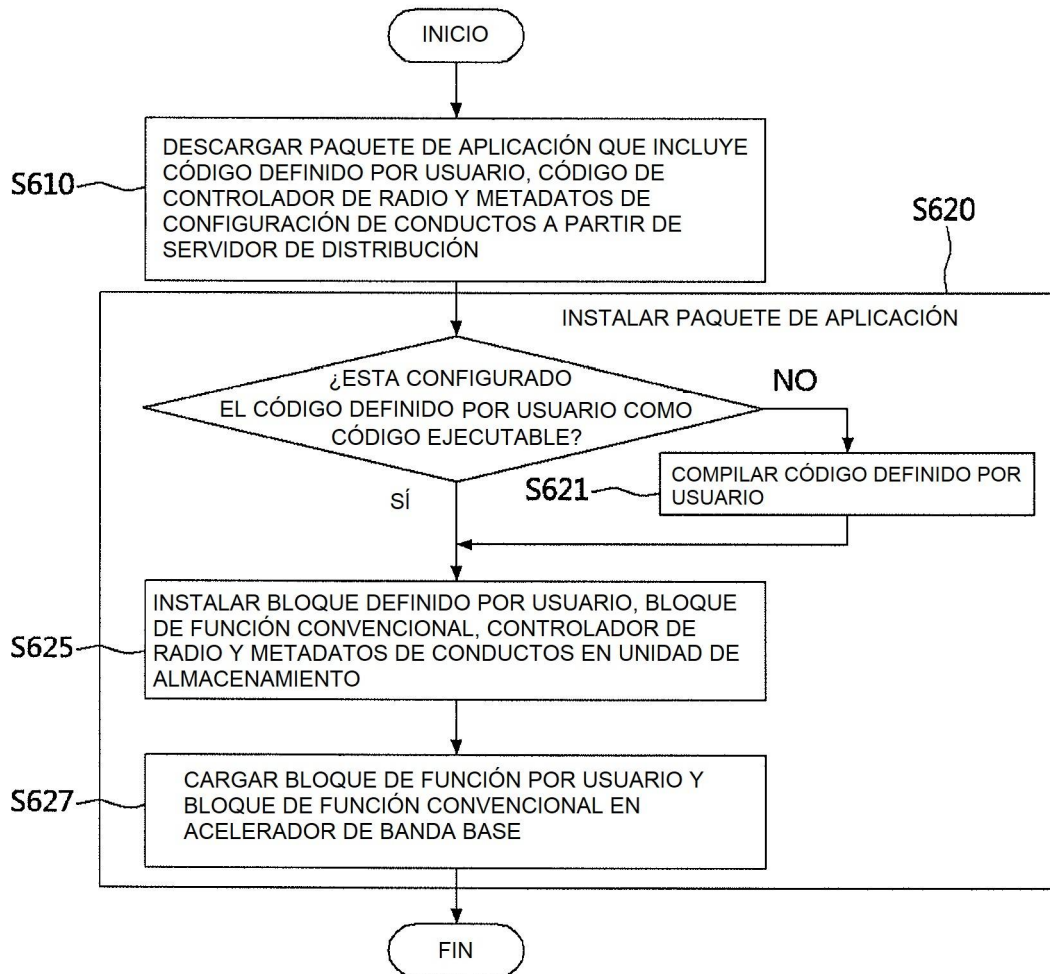 INICIO
S610
DESCARGAR PAQUETE DE APLICACIÓN QUE INCLUYE
CÓDIGO DEFINIDO POR USUARIO, CÓDIGO DE
CONTROLADOR DE RADIO Y METADATOS DE
CONFIGURACIÓN DE CONDUCTOS A PARTIR DE
SERVIDOR DE DISTRIBUCIÓN
S620
INSTALAR PAQUETE DE APLICACIÓN
¿ESTA CONFIGURADO
EL CÓDIGO DEFINIDO POR USUARIO COMO
CÓDIGO EJECUTABLE?
NO
SÍ
S621
COMPILAR CÓDIGO DEFINIDO POR
USUARIO
S625
INSTALAR BLOQUE DEFINIDO POR USUARIO, BLOQUE
DE FUNCIÓN CONVENCIONAL, CONTROLADOR DE
RADIO Y METADATOS DE CONDUCTOS EN UNIDAD DE
ALMACENAMIENTO
S627
CARGAR BLOQUE DE FUNCIÓN POR USUARIO Y
BLOQUE DE FUNCIÓN CONVENCIONAL EN
ACELERADOR DE BANDA BASE
FIN